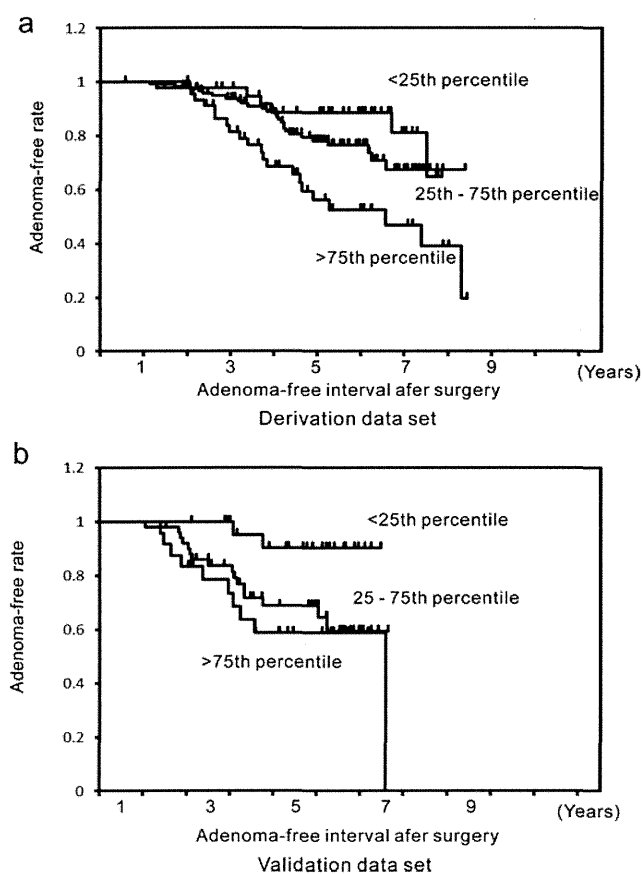 a
1.2
1
0.8
0.6
0.4
0.2
0
Adenoma-free rate
<25th percentile
25th - 75th percentile
>75th percentile
1 3 5 7 9 (Years)
Adenoma-free interval afer surgery
Derivation data set
b
1.2
1
0.8
0.6
0.4
0.2
0
Adenoma-free rate
<25th percentile
25 - 75th percentile
>75th percentile
1 3 5 7 9 (Years)
Adenoma-free interval afer surgery
Validation data set